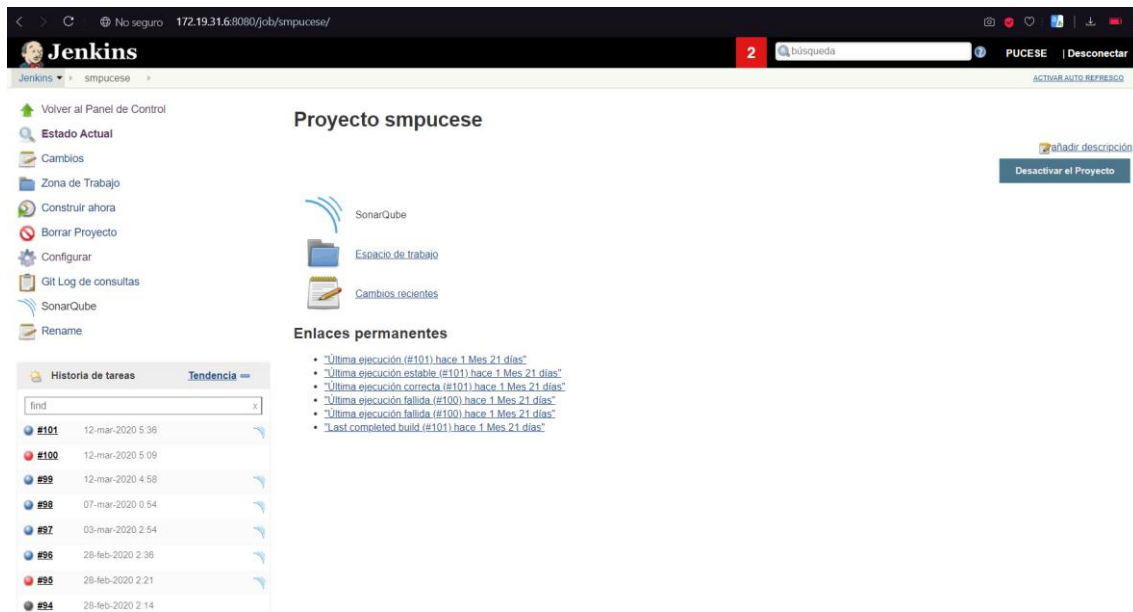 No seguro 172.19.31.6:8080/job/smpucese/
Jenkins
2
búsqueda
PUCESE | Desconectar
Jenkins smpucese
ACTIVAR AUTO REFRESCO
Volver al Panel de Control
Estado Actual
Cambios
Zona de Trabajo
Construir ahora
Borrar Proyecto
Configurar
Git Log de consultas
SonarQube
Rename
Historia de tareas Tendencia
find x
#101 12-mar-2020 5:36
#100 12-mar-2020 5:09
#99 12-mar-2020 4:58
#98 07-mar-2020 0:54
#97 03-mar-2020 2:54
#96 28-feb-2020 2:36
#95 28-feb-2020 2:21
#94 28-feb-2020 2:14
Proyecto smpucese
añadir descripción
Desactivar el Proyecto
SonarQube
Espacio de trabajo
Cambios recientes
Enlaces permanentes
"Última ejecución (#101) hace 1 Mes 21 días"
"Última ejecución estable (#101) hace 1 Mes 21 días"
"Última ejecución correcta (#101) hace 1 Mes 21 días"
"Última ejecución fallida (#100) hace 1 Mes 21 días"
"Última ejecución fallida (#100) hace 1 Mes 21 días"
"Last completed build (#101) hace 1 Mes 21 días"